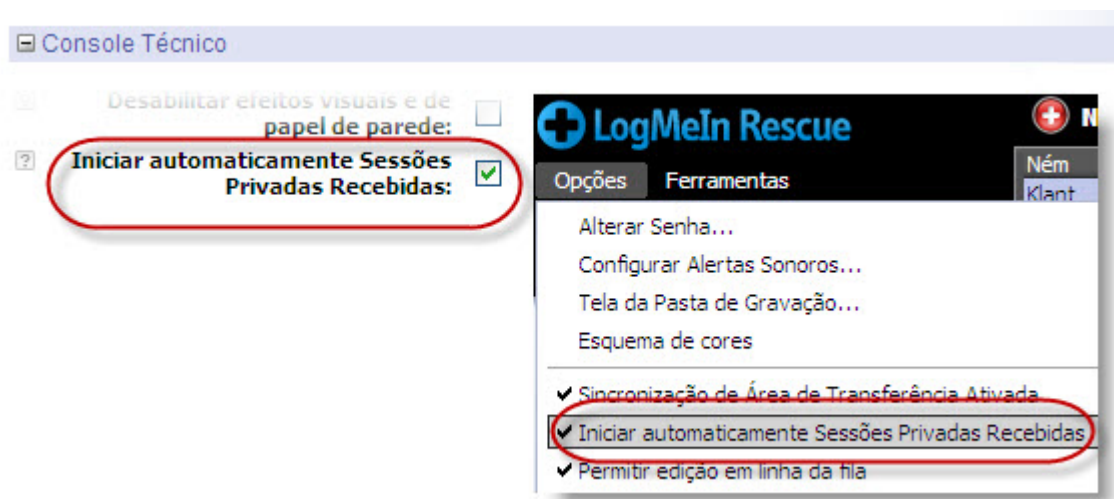 Console Técnico
Desabilitar efeitos visuais e de
papel de parede:
Iniciar automaticamente Sessões
Privadas Recebidas:
LogMeIn Rescue
N
Opções Ferramentas
Ném
Klant
Alterar Senha...
Configurar Alertas Sonoros...
Tela da Pasta de Gravação...
Esquema de cores
Sincronização de Área de Transferência Ativada
Iniciar automaticamente Sessões Privadas Recebidas
Permitir edição em linha da fila